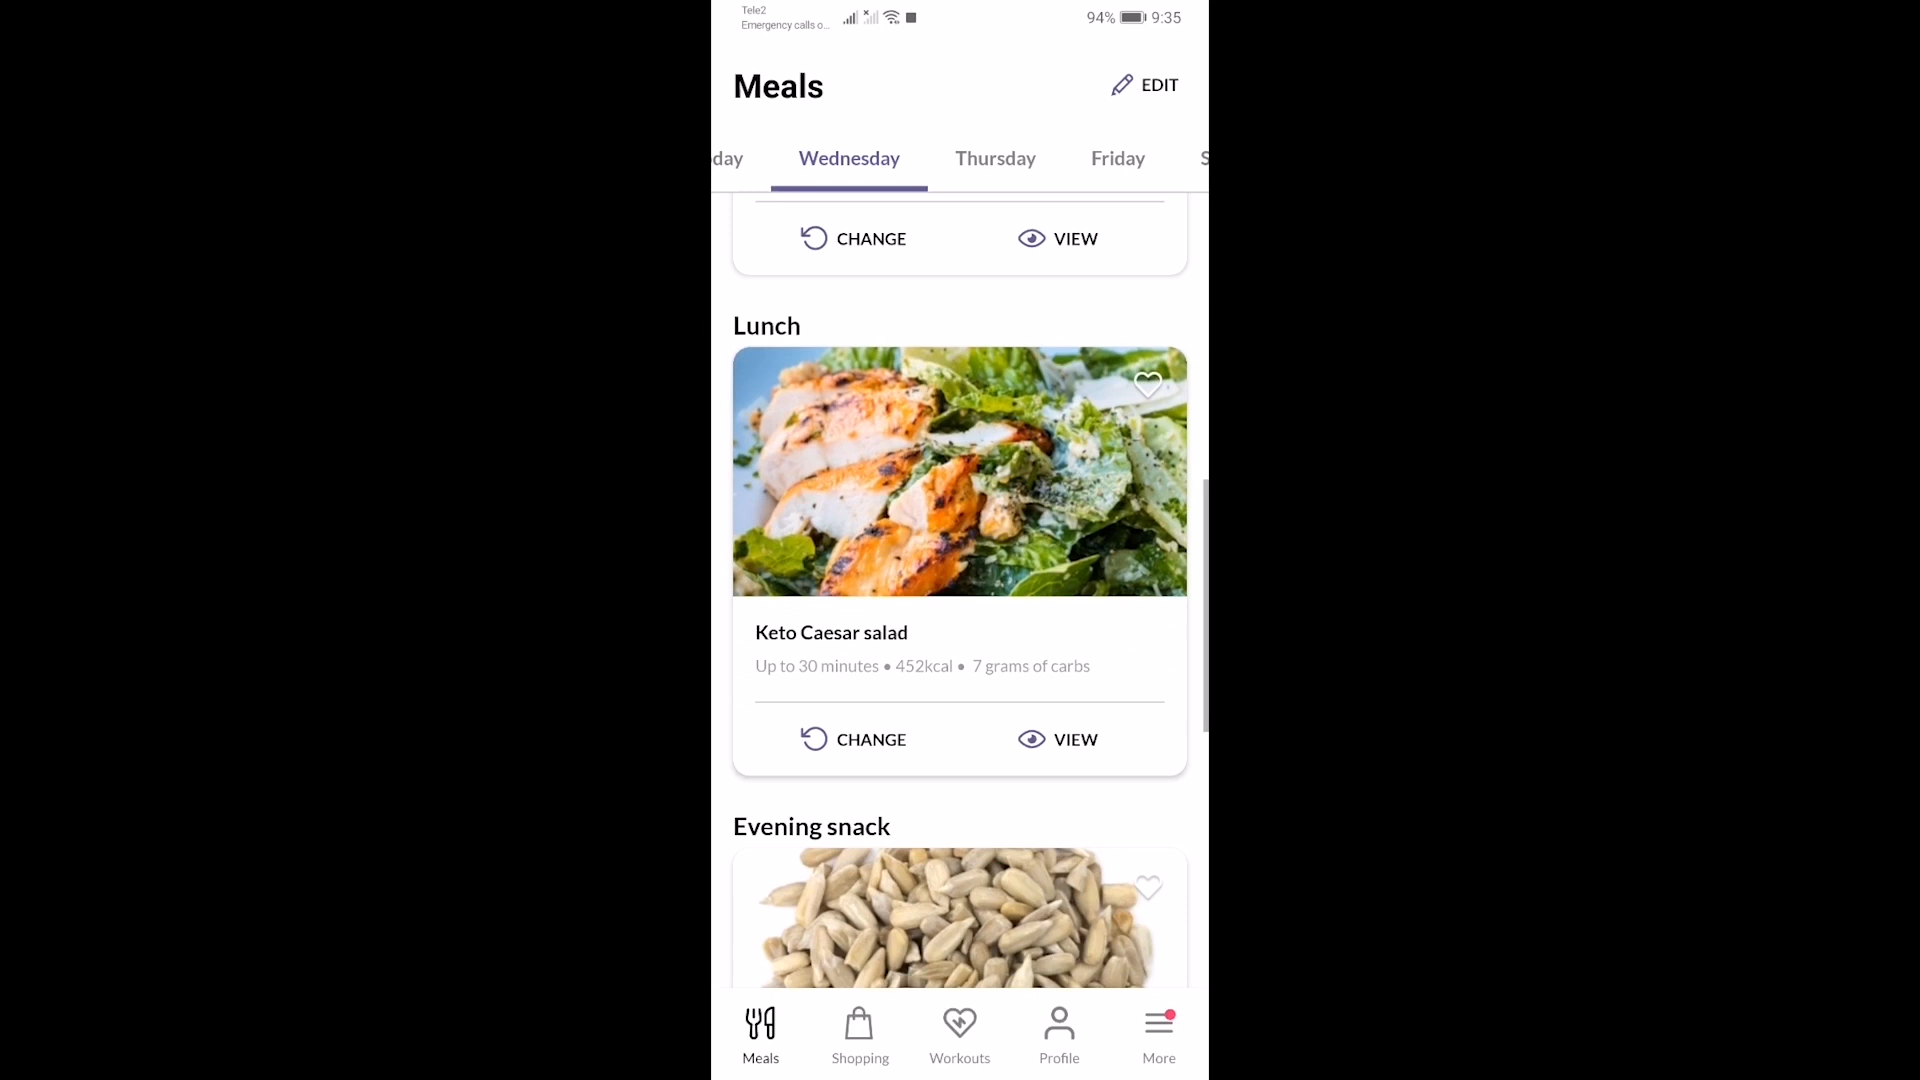 Tele2
Emergency calls o...
94% 9:35
Meals
EDIT
day Wednesday Thursday Friday S
CHANGE VIEW
Lunch
Keto Caesar salad
Up to 30 minutes • 452kcal • 7 grams of carbs
CHANGE VIEW
Evening snack
Meals Shopping Workouts Profile More